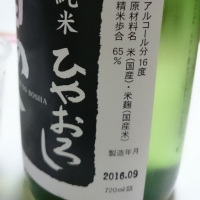 純米
ひやおろし
アルコール分 16度
原材料名 米(国産)・米麹(国産米)
精米歩合 65%
製造年月
2016.09
720ml詰